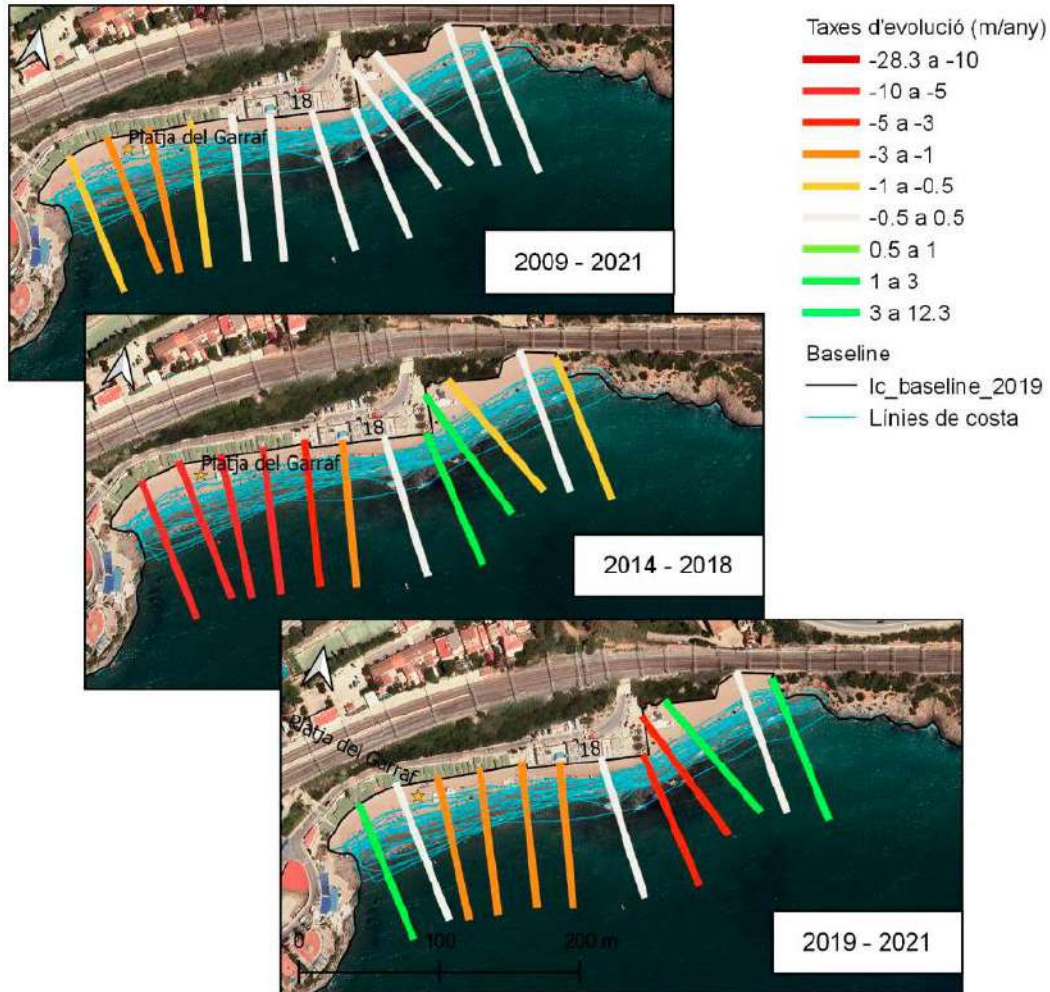 18
Platja del Garraf
2009 - 2021
18
Platja del Garraf
2014 - 2018
Platja del Garraf
18
0 100 200 m
2019 - 2021
Taxes d'evolució (m/any)
-28.3 a -10
-10 a -5
-5 a -3
-3 a -1
-1 a -0.5
-0.5 a 0.5
0.5 a 1
1 a 3
3 a 12.3
Baseline
lc_baseline_2019
Línies de costa